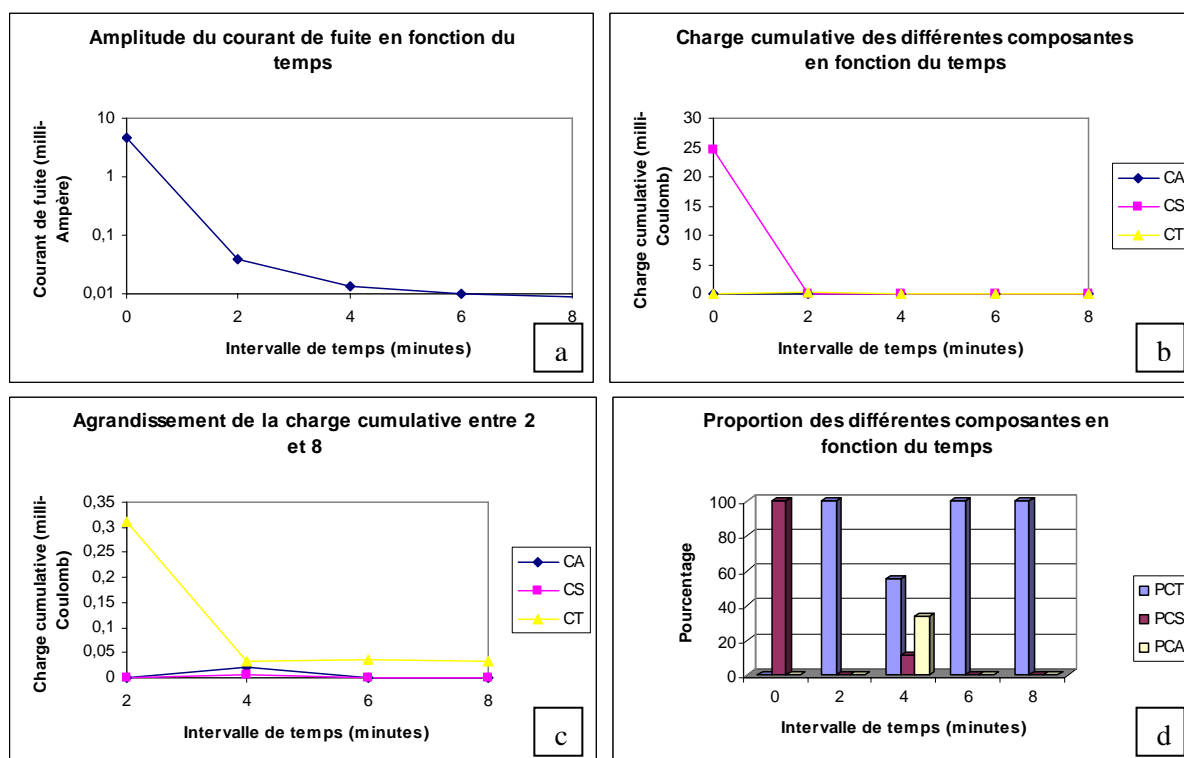 Amplitude du courant de fuite en fonction du
temps
Courant de fuite (milli-
Ampère)
10
1
0,1
0,01
0
2
4
6
8
Intervalle de temps (minutes)
a
Charge cumulative des différentes composantes
en fonction du temps
Charge cumulative (milli-
Coulomb)
30
25
20
15
10
5
0
0
2
4
6
8
Intervalle de temps (minutes)
CA
CS
CT
b
Agrandissement de la charge cumulative entre 2
et 8
Charge cumulative (milli-
Coulomb)
0,35
0,3
0,25
0,2
0,15
0,1
0,05
0
2
4
6
8
Intervalle de temps (minutes)
CA
CS
CT
c
Proportion des différentes composantes en
fonction du temps
Pourcentage
100
80
60
40
20
0
0
2
4
6
8
Intervalle de temps (minutes)
PCT
PCS
PCA
d